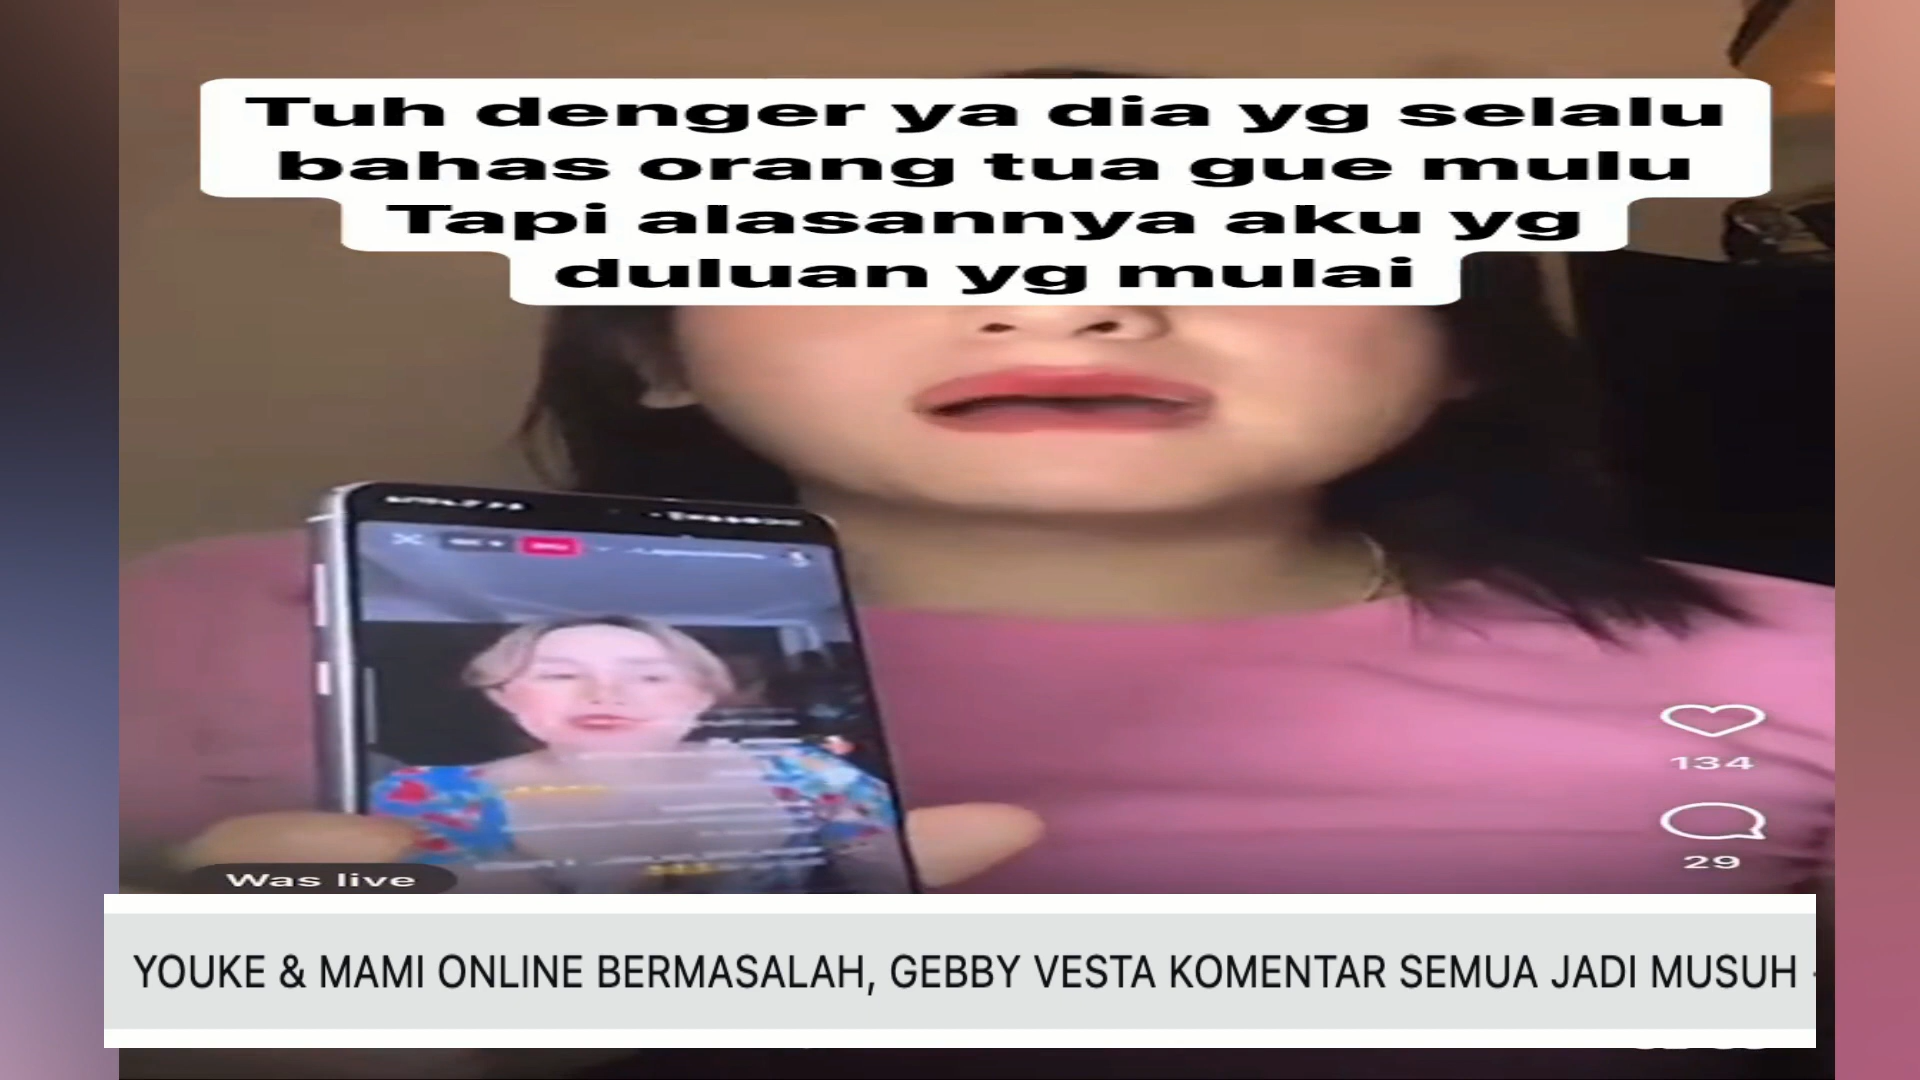 Tuh denger ya dia yg selalu
bahas orang tua gue mulu
Tapi alasannya aku yg
duluan yg mulai
134
29
Was live
YOUKE & MAMI ONLINE BERMASALAH, GEBBY VESTA KOMENTAR SEMUA JADI MUSUH